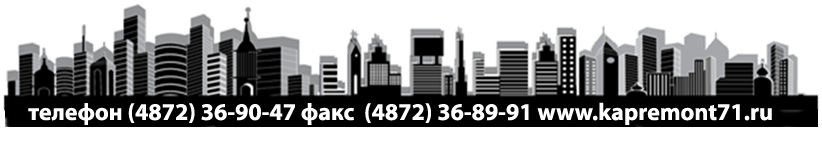 телефон (4872) 36-90-47 факс (4872) 36-89-91 www.kapremont71.ru